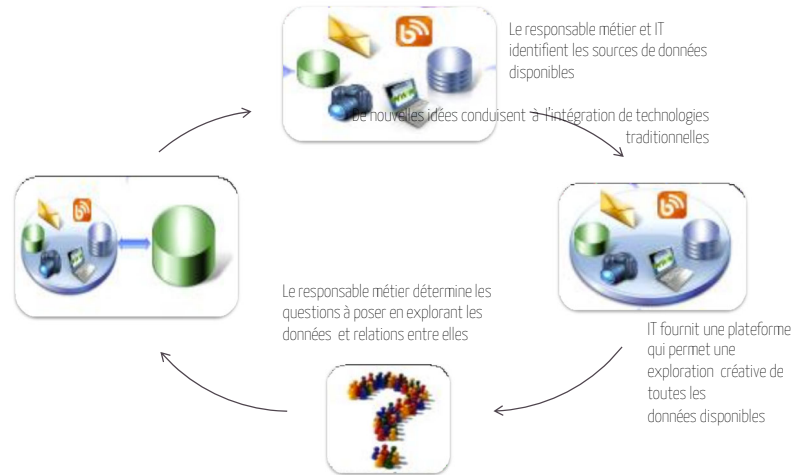 Le responsable métier et IT
identifient les sources de données
disponibles
De nouvelles idées conduisent à l'intégration de technologies
traditionnelles
Le responsable métier détermine les
questions à poser en explorant les
données et relations entre elles
IT fournit une plateforme
qui permet une
exploration créative de
toutes les
données disponibles